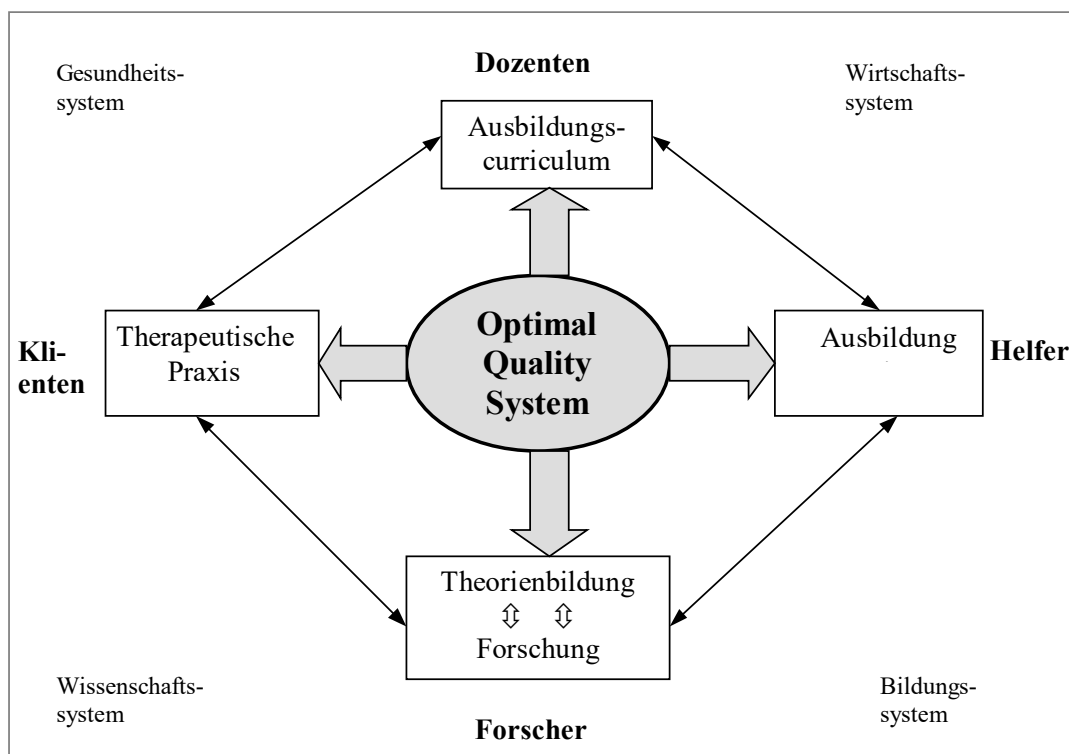 Gesundheits-
system
Dozenten
Wirtschafts-
system
Ausbildungs-
curriculum
Kli-
enten
Therapeutische
Praxis
Optimal
Quality
System
Ausbildung
Helfer
Theorienbildung
⇕ ⇕
Forschung
Wissenschafts-
system
Forscher
Bildungs-
system